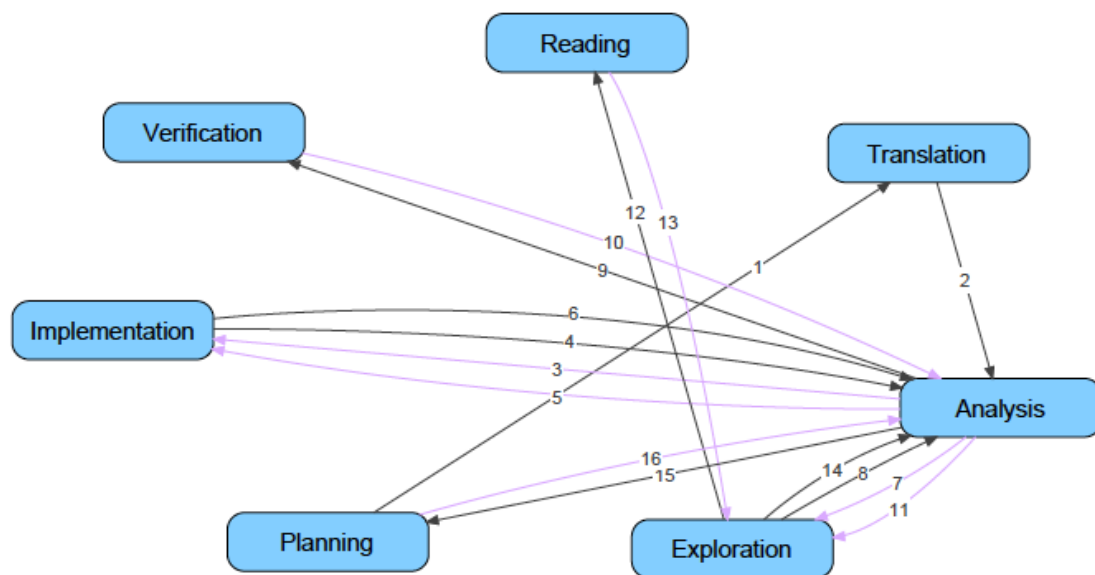 Reading
Verification
Translation
12
13
10
1
9
2
Implementation
6
4
3
5
Analysis
16
14
8
15
7
11
Planning
Exploration